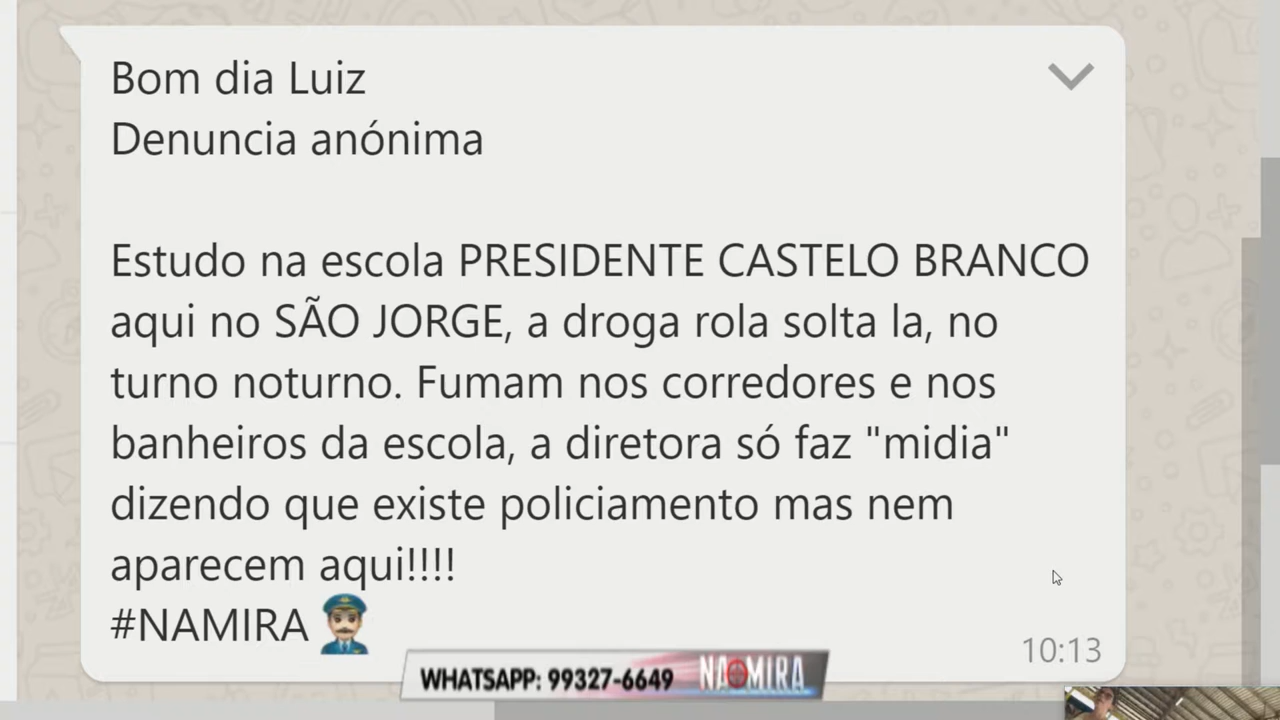 Bom dia Luiz
Denuncia anónima
Estudo na escola PRESIDENTE CASTELO BRANCO
aqui no SÃO JORGE, a droga rola solta la, no
turno noturno. Fumam nos corredores e nos
banheiros da escola, a diretora só faz "midia"
dizendo que existe policiamento mas nem
aparecem aqui!!!!
#NAMIRA
10:13
WHATSAPP: 99327-6649 NA MIRA